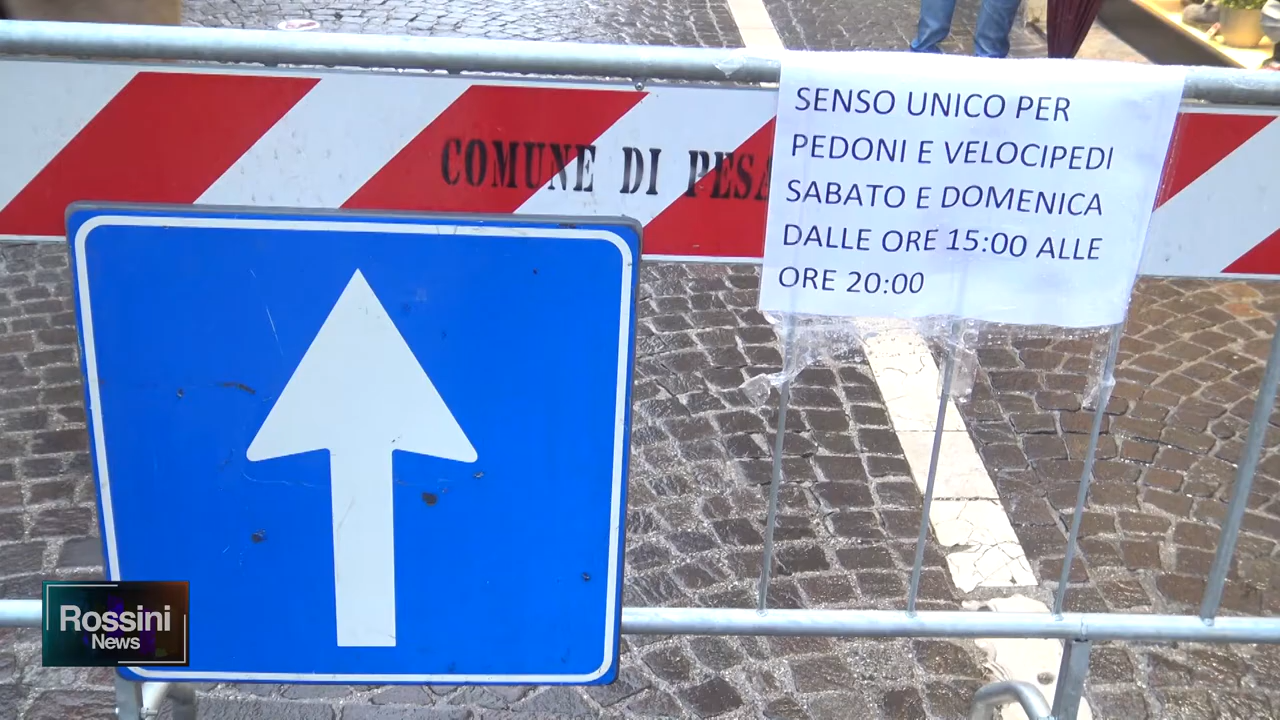 COMUNE DI PESA
SENSO UNICO PER
PEDONI E VELOCIPEDI
SABATO E DOMENICA
DALLE ORE 15:00 ALLE
ORE 20:00
Rossini
News